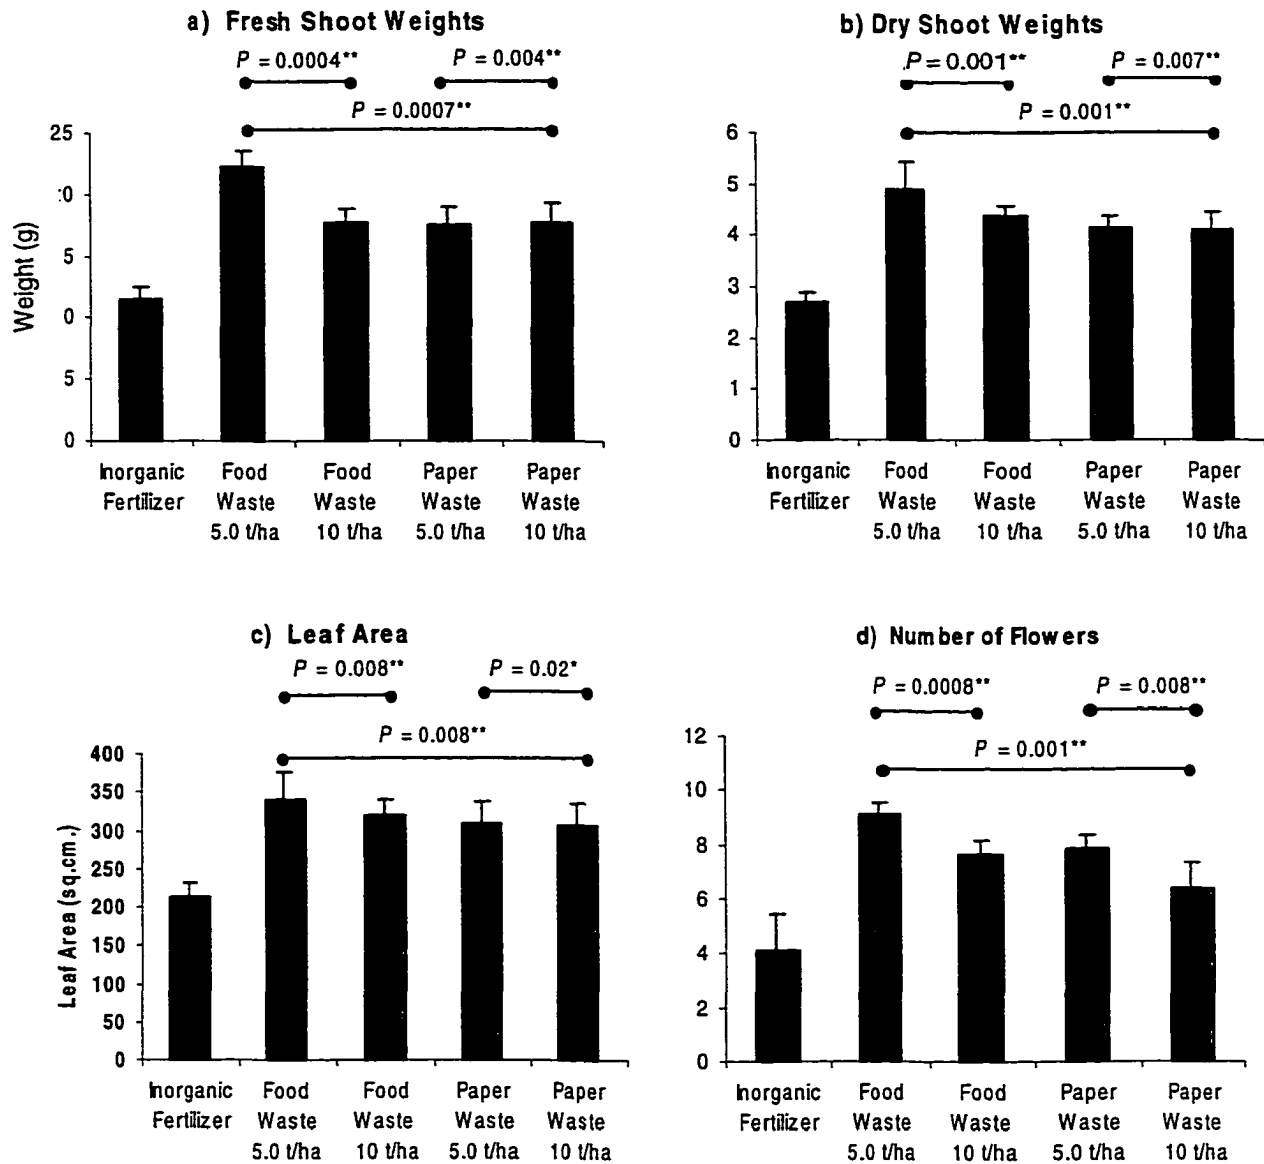 a) Fresh Shoot Weights
P = 0.0004**
P = 0.004**
P = 0.0007**
25
:0
5
0
5
0
Weight (g)
Inorganic Fertilizer
Food Waste 5.0 t/ha
Food Waste 10 t/ha
Paper Waste 5.0 t/ha
Paper Waste 10 t/ha
b) Dry Shoot Weights
P = 0.001**
P = 0.007**
P = 0.001**
6
5
4
3
2
1
0
Inorganic Fertilizer
Food Waste 5.0 t/ha
Food Waste 10 t/ha
Paper Waste 5.0 t/ha
Paper Waste 10 t/ha
c) Leaf Area
P = 0.008**
P = 0.02*
P = 0.008**
400
350
300
250
200
150
100
50
0
Leaf Area (sq.cm.)
Inorganic Fertilizer
Food Waste 5.0 t/ha
Food Waste 10 t/ha
Paper Waste 5.0 t/ha
Paper Waste 10 t/ha
d) Number of Flowers
P = 0.0008**
P = 0.008**
P = 0.001**
12
10
8
6
4
2
0
Inorganic Fertilizer
Food Waste 5.0 t/ha
Food Waste 10 t/ha
Paper Waste 5.0 t/ha
Paper Waste 10 t/ha